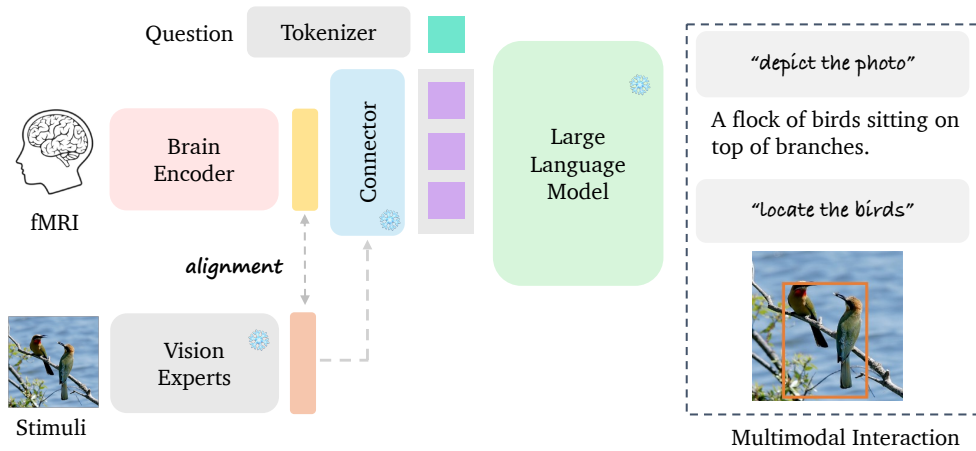 Question
Tokenizer
fMRI
Brain
Encoder
Connector
Large
Language
Model
alignment
Stimuli
Vision
Experts
“depict the photo”
A flock of birds sitting on
top of branches.
“locate the birds”
Multimodal Interaction